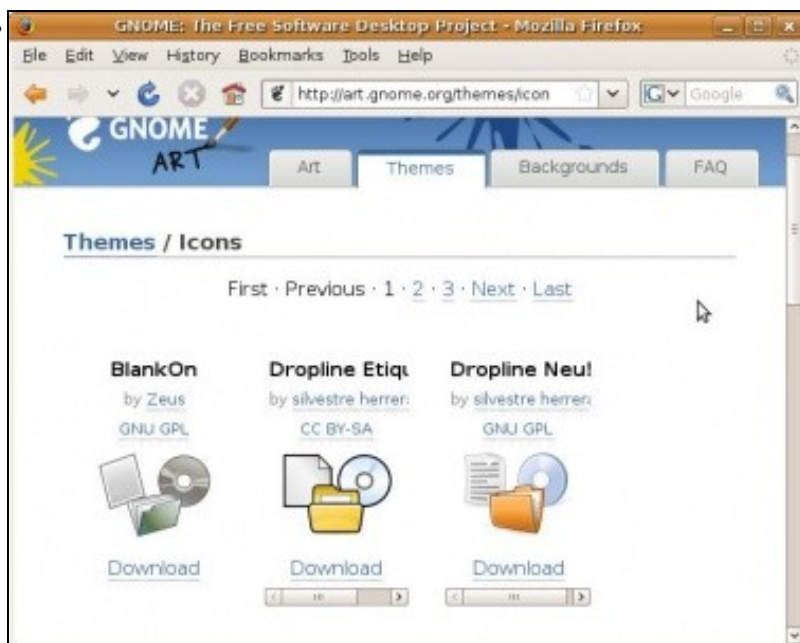 GNOME: The Free Software Desktop Project - Mozilla Firefox
File Edit View History Bookmarks Tools Help
http://art.gnome.org/themes/icon Google
GNOME
ART
Art Themes Backgrounds FAQ
Themes / Icons
First · Previous · 1 · 2 · 3 · Next · Last
BlankOn Dropline Etiqu Dropline Neu!
by Zeus by silvestre herrera by silvestre herrera
GNU GPL CC BY-SA GNU GPL
Download Download Download